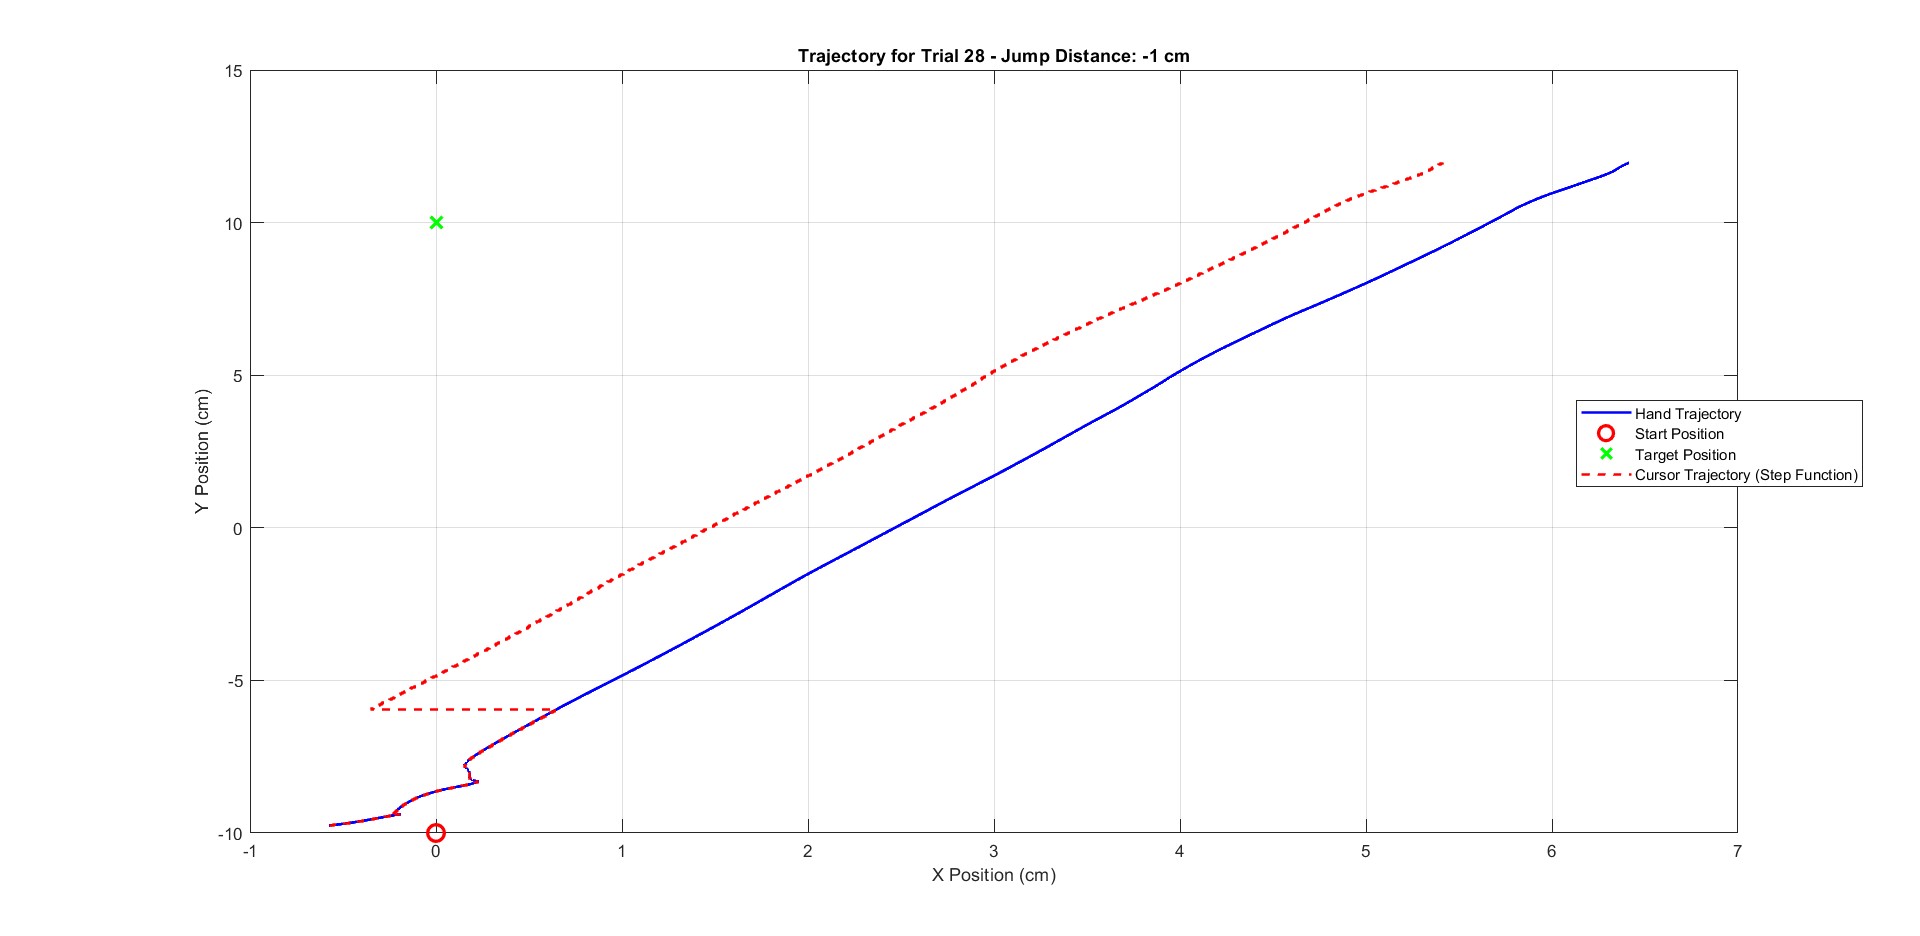 Trajectory for Trial 28 - Jump Distance: -1 cm
15
10
5
0
-5
-10
Y Position (cm)
-1
0
1
2
3
4
5
6
7
X Position (cm)
Hand Trajectory
Start Position
Target Position
Cursor Trajectory (Step Function)